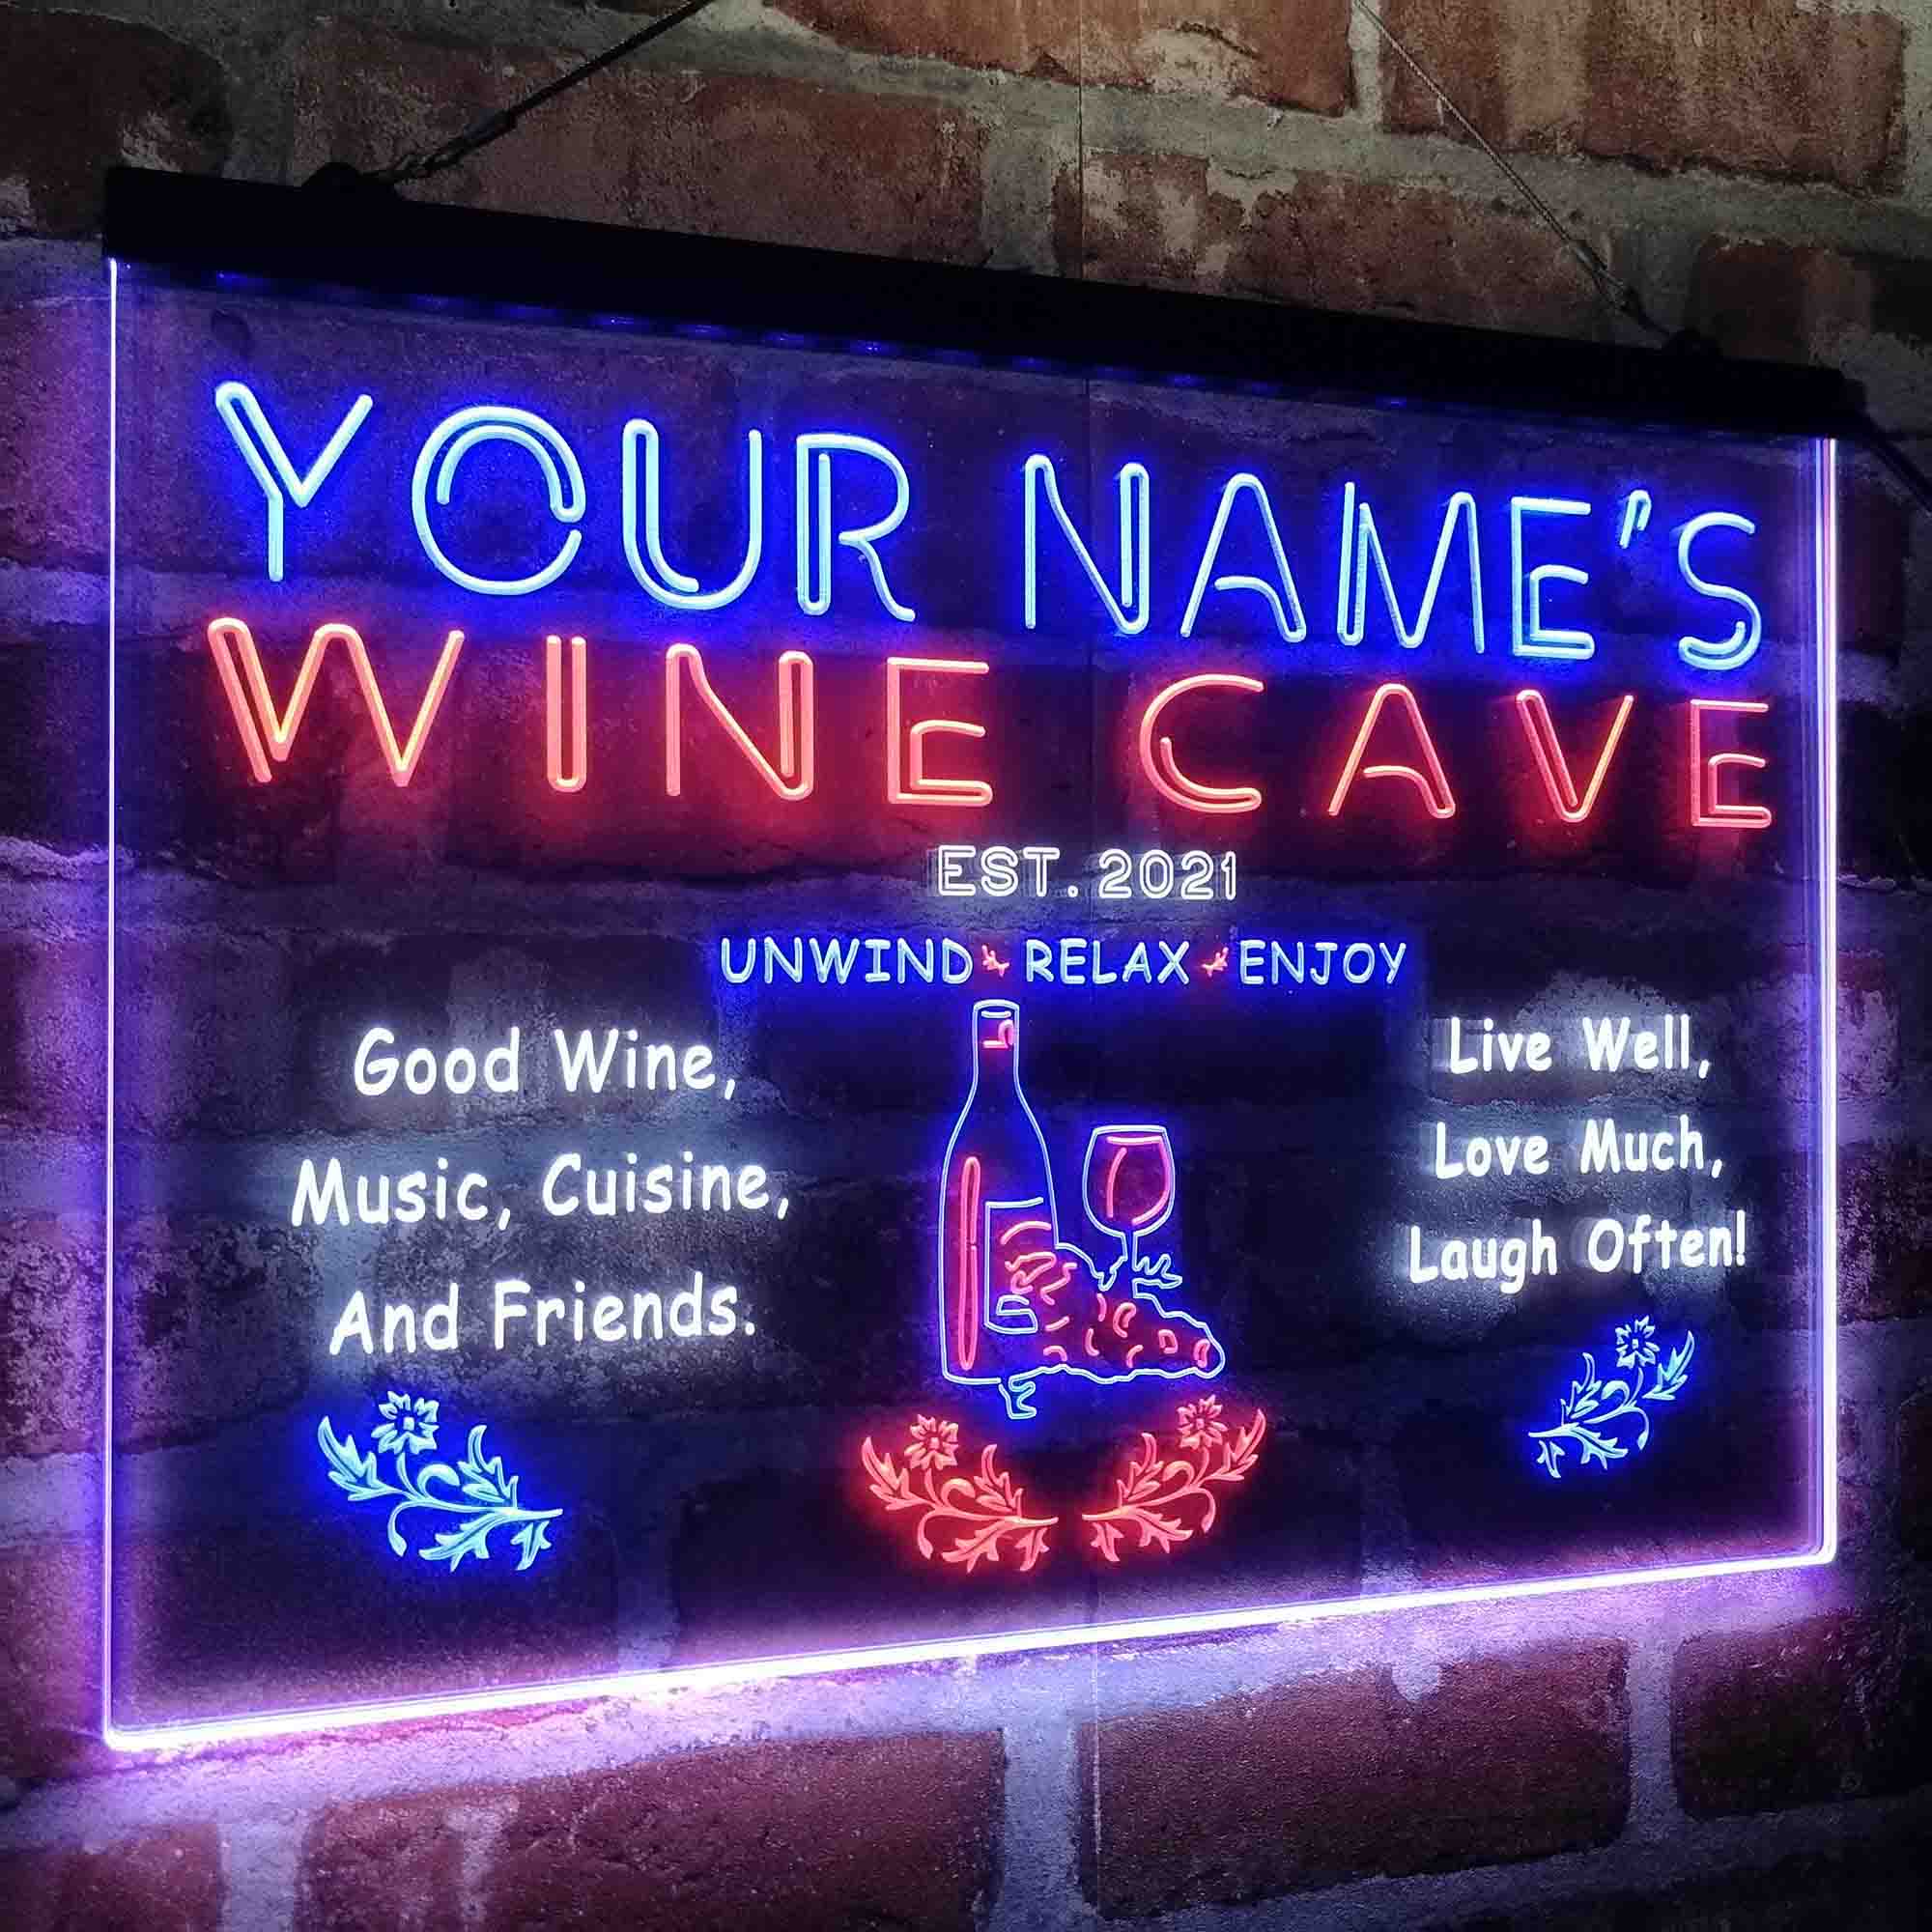 YOUR NAME'S
WINE CAVE
EST. 2021
UNWIND RELAX ENJOY
Good Wine,
Music, Cuisine,
And Friends.
Live Well,
Love Much,
Laugh Often!